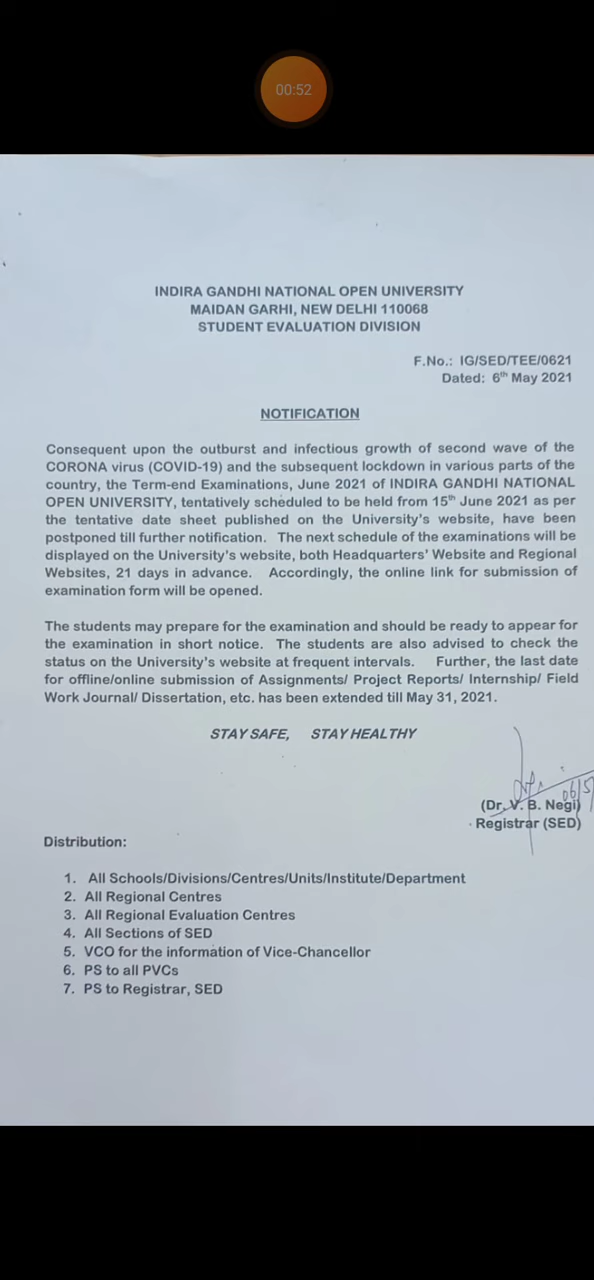 00:52
INDIRA GANDHI NATIONAL OPEN UNIVERSITY
MAIDAN GARHI, NEW DELHI 110068
STUDENT EVALUATION DIVISION
F.No.: IG/SED/TEE/0621
Dated: 6th May 2021
NOTIFICATION
Consequent upon the outburst and infectious growth of second wave of the
CORONA virus (COVID-19) and the subsequent lockdown in various parts of the
country, the Term-end Examinations, June 2021 of INDIRA GANDHI NATIONAL
OPEN UNIVERSITY, tentatively scheduled to be held from 15th June 2021 as per
the tentative date sheet published on the University's website, have been
postponed till further notification. The next schedule of the examinations will be
displayed on the University's website, both Headquarters' Website and Regional
Websites, 21 days in advance. Accordingly, the online link for submission of
examination form will be opened.
The students may prepare for the examination and should be ready to appear for
the examination in short notice. The students are also advised to check the
status on the University's website at frequent intervals. Further, the last date
for offline/online submission of Assignments/ Project Reports/ Internship/ Field
Work Journal/ Dissertation, etc. has been extended till May 31, 2021.
STAY SAFE, STAY HEALTHY
06/5
(Dr. V. B. Negi)
Registrar (SED)
Distribution:
1. All Schools/Divisions/Centres/Units/Institute/Department
2. All Regional Centres
3. All Regional Evaluation Centres
4. All Sections of SED
5. VCO for the information of Vice-Chancellor
6. PS to all PVCs
7. PS to Registrar, SED